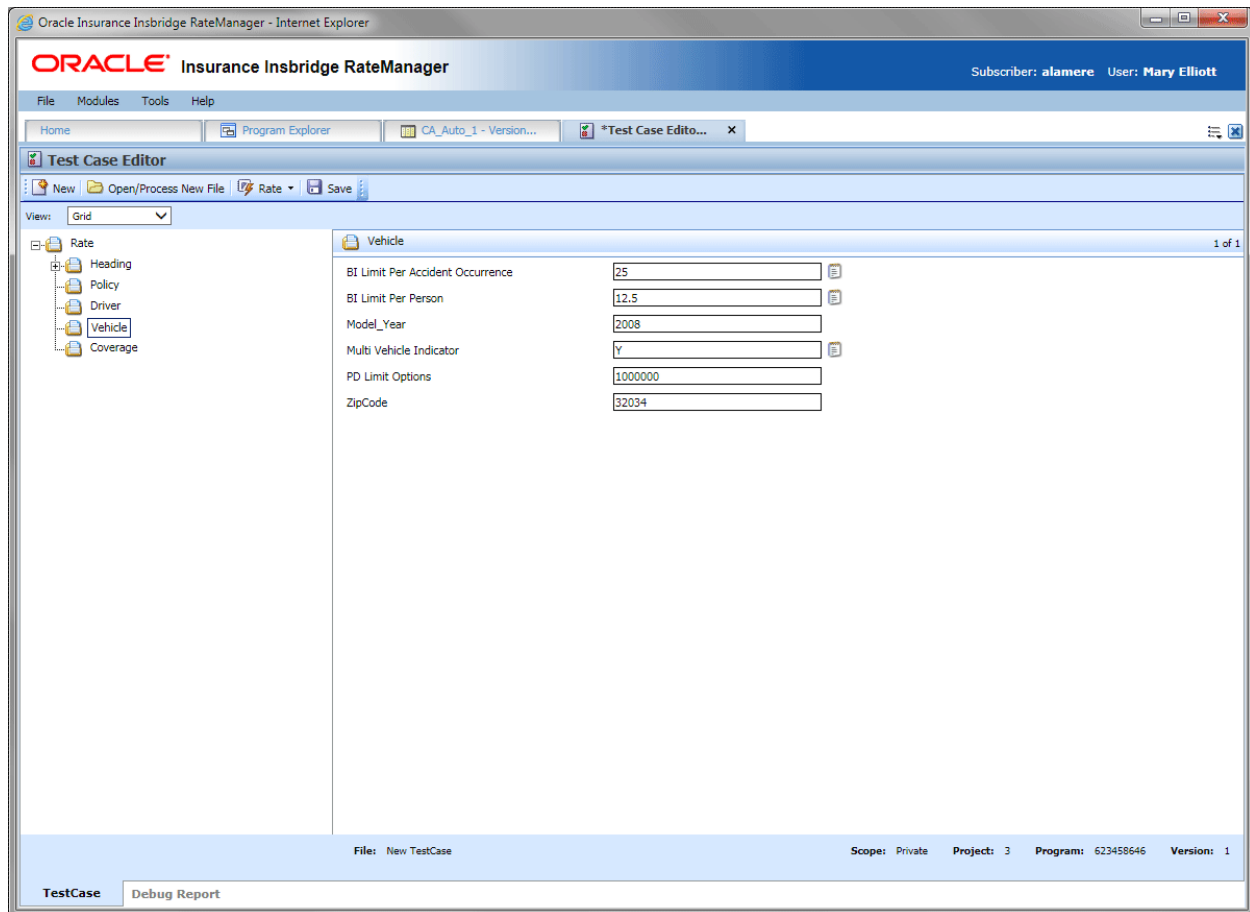 Oracle Insurance Insbridge RateManager - Internet Explorer
ORACLE Insurance Insbridge RateManager
Subscriber: alamere User: Mary Elliott
File Modules Tools Help
Home Program Explorer CA_Auto_1 - Version... *Test Case Edito... x
Test Case Editor
New Open/Process New File Rate Save
View: Grid
Rate
Heading
Policy
Driver
Vehicle
Coverage
Vehicle 1 of 1
BI Limit Per Accident Occurrence 25
BI Limit Per Person 12.5
Model_Year 2008
Multi Vehicle Indicator Y
PD Limit Options 1000000
ZipCode 32034
File: New TestCase Scope: Private Project: 3 Program: 623458646 Version: 1
TestCase Debug Report